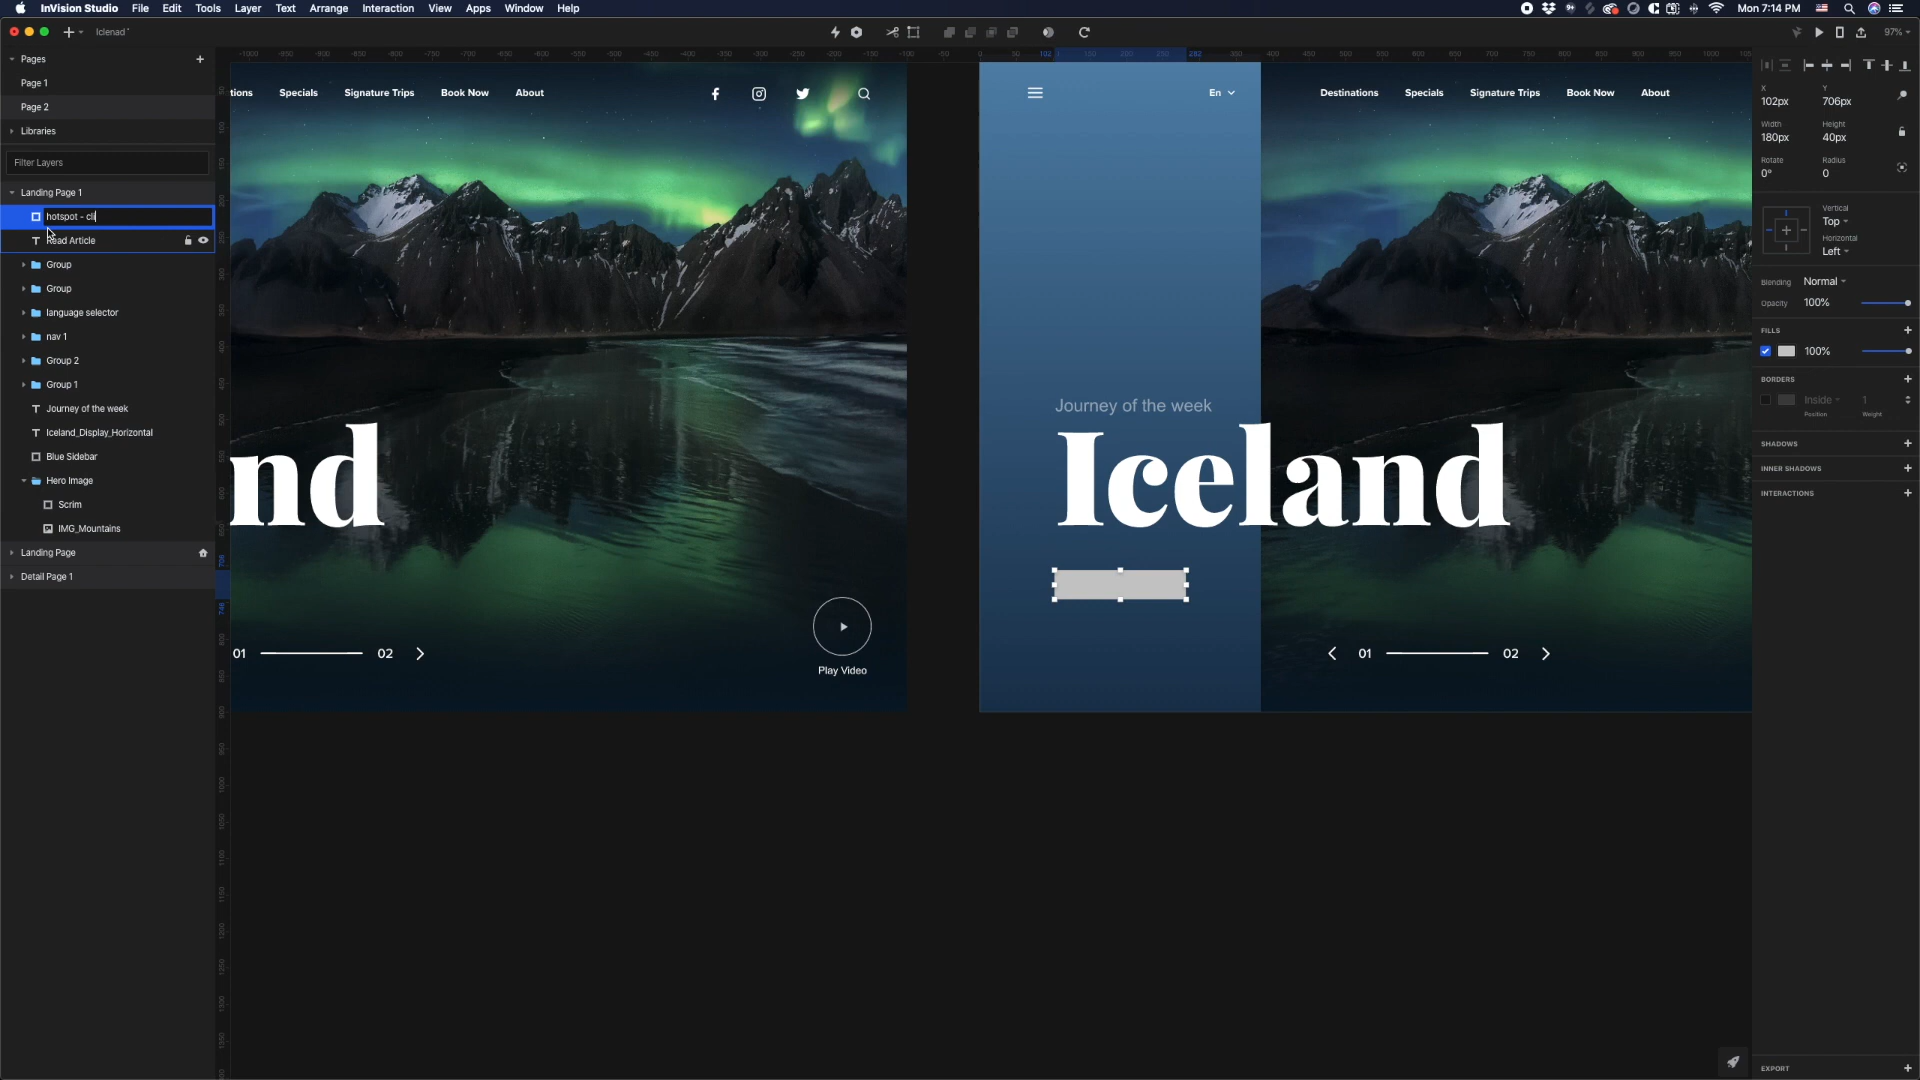 InVision Studio File Edit Tools Layer Text Arrange Interaction View Apps Window Help
Mon 7:14 PM
Iclenad
97%
Pages
Page 1
Page 2
Libraries
Filter Layers
Landing Page 1
hotspot - cli
Read Article
Group
Group
language selector
nav 1
Group 2
Group 1
Journey of the week
Iceland_Display_Horizontal
Blue Sidebar
Hero Image
Scrim
IMG_Mountains
Landing Page
Detail Page 1
tions Specials Signature Trips Book Now About
nd
01 02
Play Video
En
Destinations Specials Signature Trips Book Now About
Journey of the week
Iceland
01 02
X Y
102px 706px
Width Height
180px 40px
Rotate Radius
0° 0
Vertical
Top
Horizontal
Left
Blending Normal
Opacity 100%
FILLS
100%
BORDERS
Inside 1
Position Weight
SHADOWS
INNER SHADOWS
INTERACTIONS
EXPORT